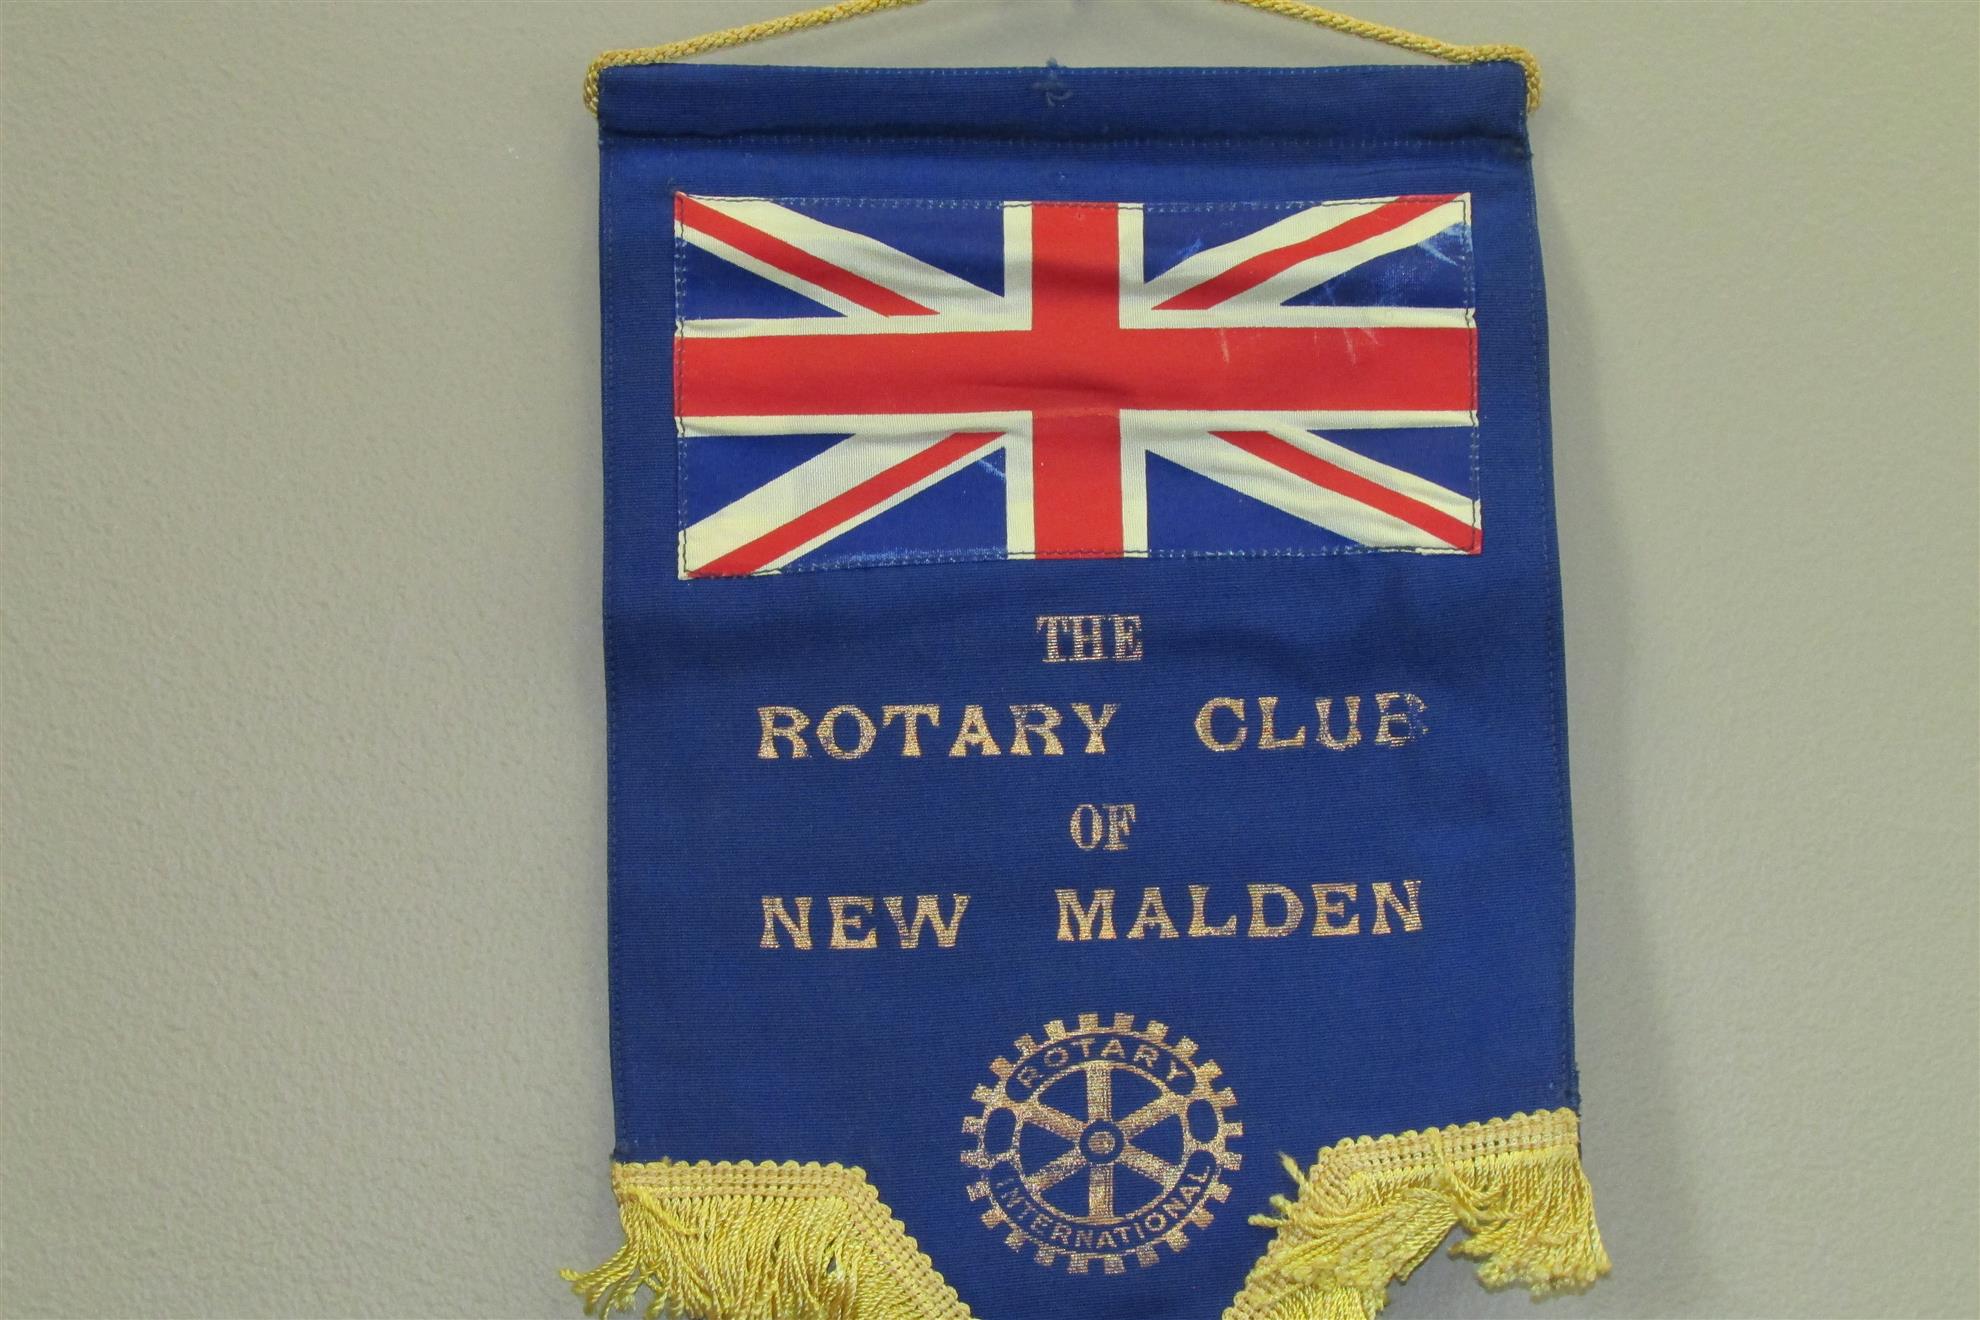 THE
ROTARY CLUB
OF
NEW MALDEN
ROTARY
INTERNATIONAL